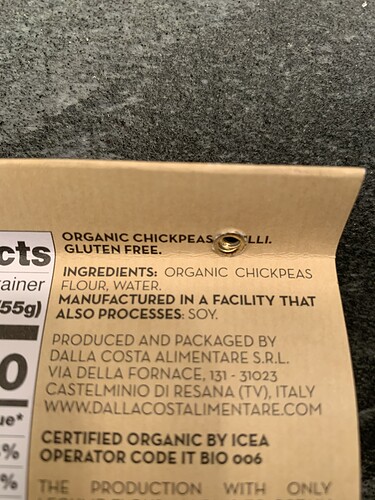 ORGANIC CHICKPEAS
GLUTEN FREE.
INGREDIENTS: ORGANIC CHICKPEAS
FLOUR, WATER.
MANUFACTURED IN A FACILITY THAT
ALSO PROCESSES: SOY.
PRODUCED AND PACKAGED BY
DALLA COSTA ALIMENTARE S.R.L.
VIA DELLA FORNACE, 131 - 31023
CASTELMINIO DI RESANA (TV), ITALY
WWW.DALLACOSTALIMENTARE.COM
CERTIFIED ORGANIC BY ICEA
OPERATOR CODE IT BIO 006
THE PRODUCTION WITH ONLY
cts
ainer
55g)
0
ue*
%
%